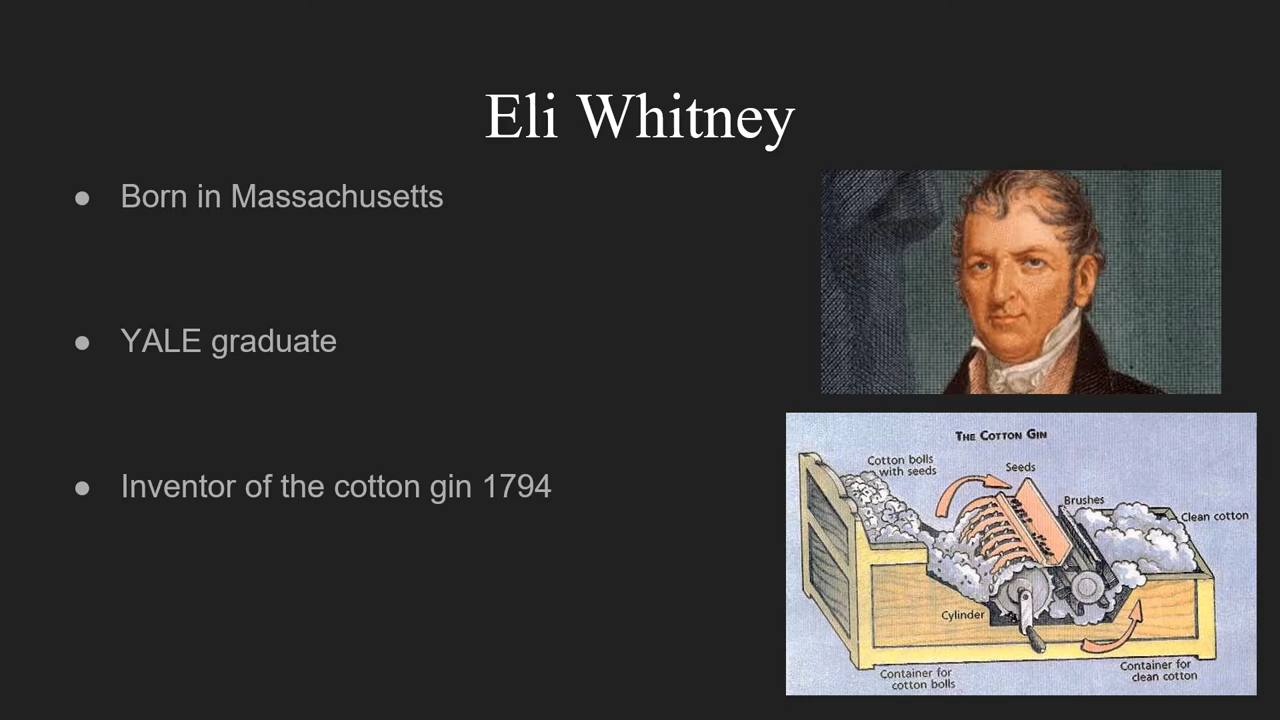 Eli Whitney
● Born in Massachusetts
● YALE graduate
● Inventor of the cotton gin 1794
THE COTTON GIN
Cotton bolls
with seeds
Seeds
Brushes
Clean cotton
Cylinder
Container for
cotton bolls
Container for
clean cotton